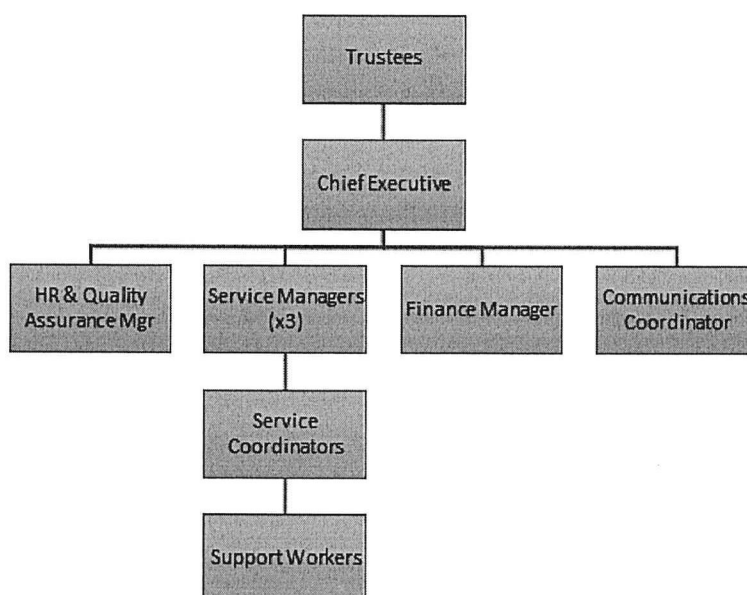 Trustees
Chief Executive
HR & Quality
Assurance Mgr
Service Managers
(x3)
Finance Manager
Communications
Coordinator
Service
Coordinators
Support Workers